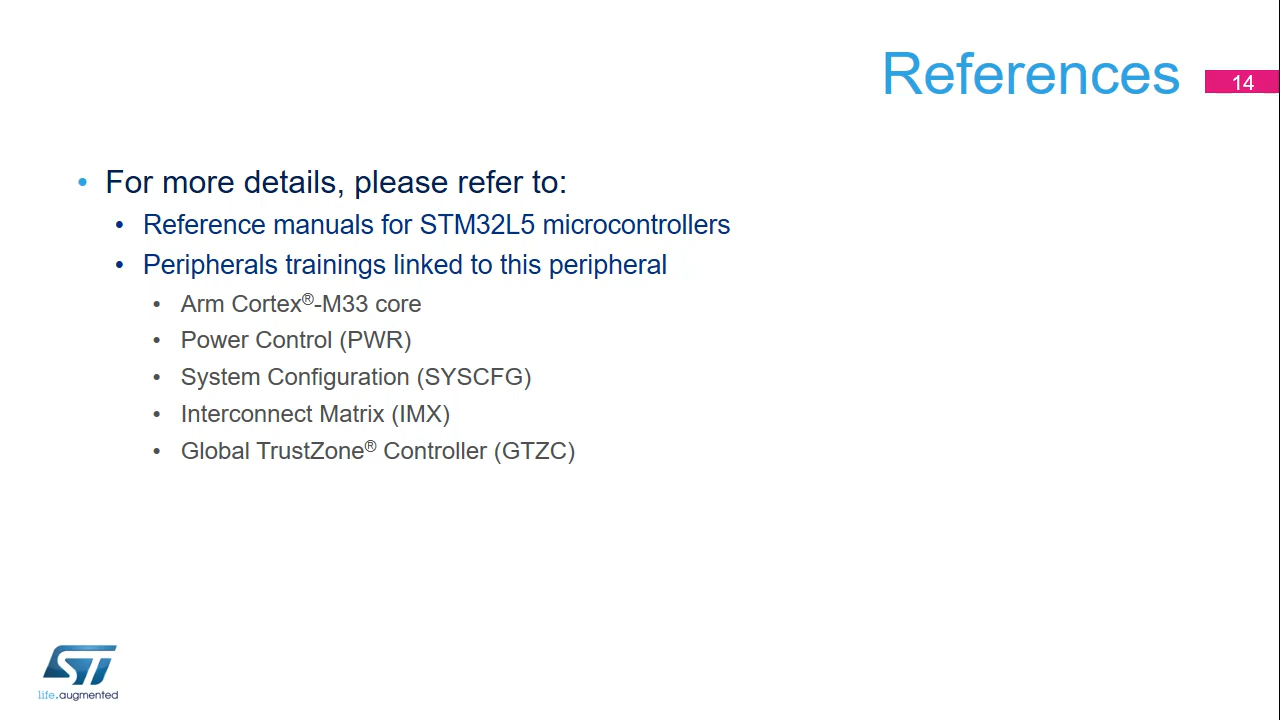 References
14
• For more details, please refer to:
• Reference manuals for STM32L5 microcontrollers
• Peripherals trainings linked to this peripheral
• Arm Cortex®-M33 core
• Power Control (PWR)
• System Configuration (SYSCFG)
• Interconnect Matrix (IMX)
• Global TrustZone® Controller (GTZC)
ST
life.augmented